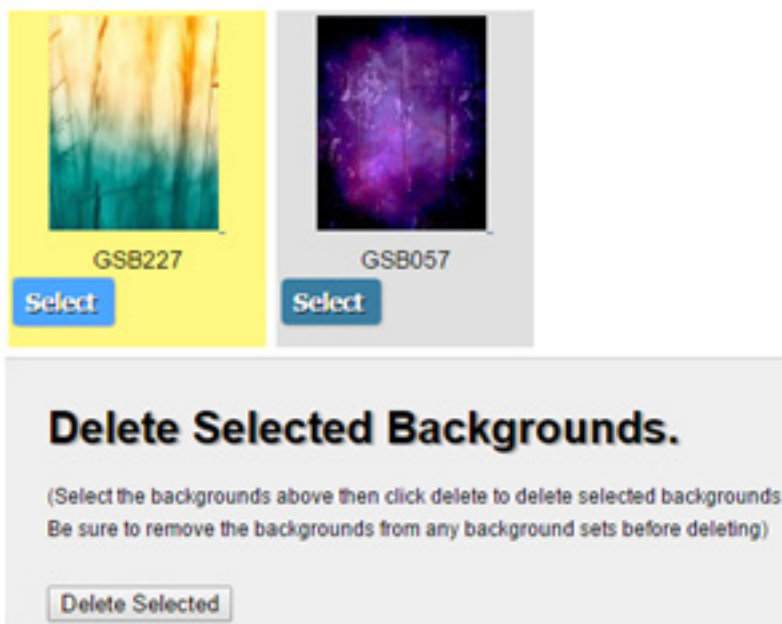 GSB227 GSB057
Select Select
Delete Selected Backgrounds.
(Select the backgrounds above then click delete to delete selected backgrounds
Be sure to remove the backgrounds from any background sets before deleting)
Delete Selected